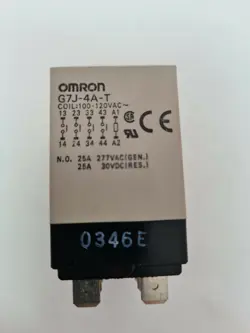 OMRON
G7J-4A-T
COIL:100-120VAC~
13 23 33 43 A1
14 24 34 44 A2
N.O. 25A 277VAC(GEN.)
25A 30VDC(RES.)
CE
0346E